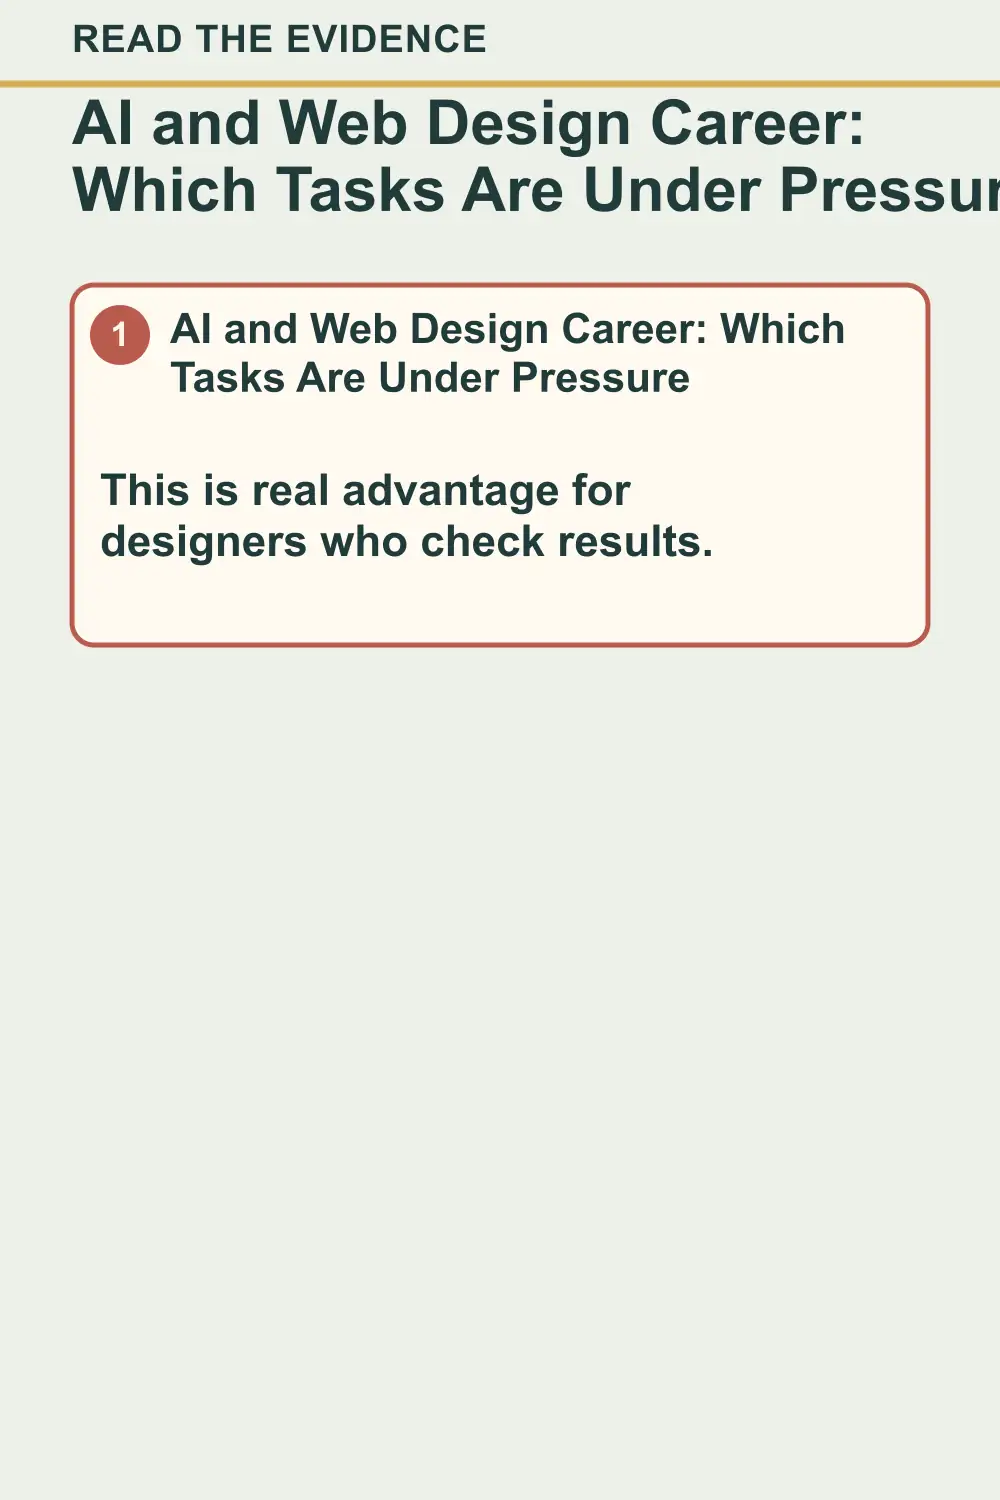 READ THE EVIDENCE
AI and Web Design Career:
Which Tasks Are Under Pressur
1
AI and Web Design Career: Which
Tasks Are Under Pressure
This is real advantage for
designers who check results.